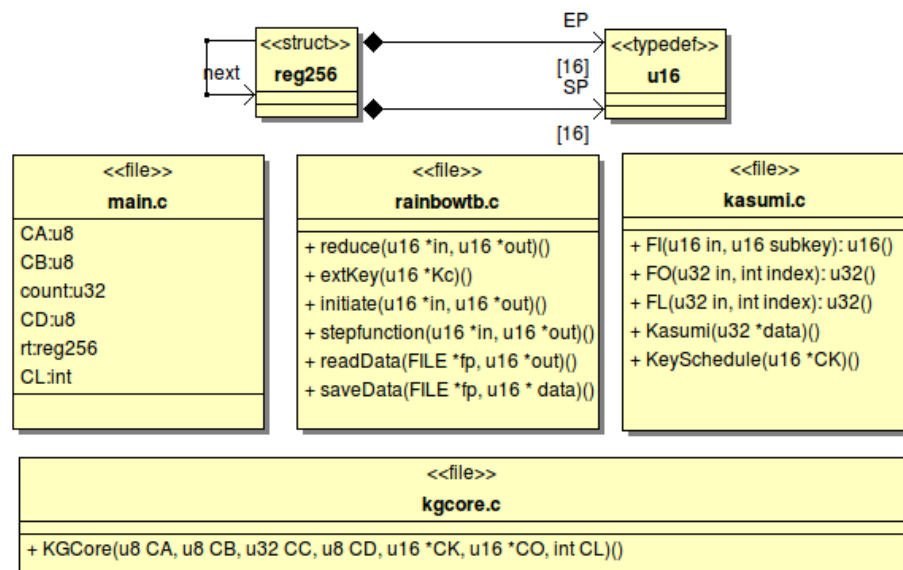 EP
<<struct>>
<<typedef>>
next
reg256
[16]
u16
SP
[16]
<<file>>
main.c
CA:u8
CB:u8
count:u32
CD:u8
rt:reg256
CL:int
<<file>>
rainbowtb.c
+ reduce(u16 *in, u16 *out)()
+ extKey(u16 *Kc)()
+ initiate(u16 *in, u16 *out)()
+ stepfunction(u16 *in, u16 *out)()
+ readData(FILE *fp, u16 *out)()
+ saveData(FILE *fp, u16 * data)()
<<file>>
kasumi.c
+ FI(u16 in, u16 subkey): u16()
+ FO(u32 in, int index): u32()
+ FL(u32 in, int index): u32()
+ Kasumi(u32 *data)()
+ KeySchedule(u16 *CK)()
<<file>>
kgcore.c
+ KGCore(u8 CA, u8 CB, u32 CC, u8 CD, u16 *CK, u16 *CO, int CL)()